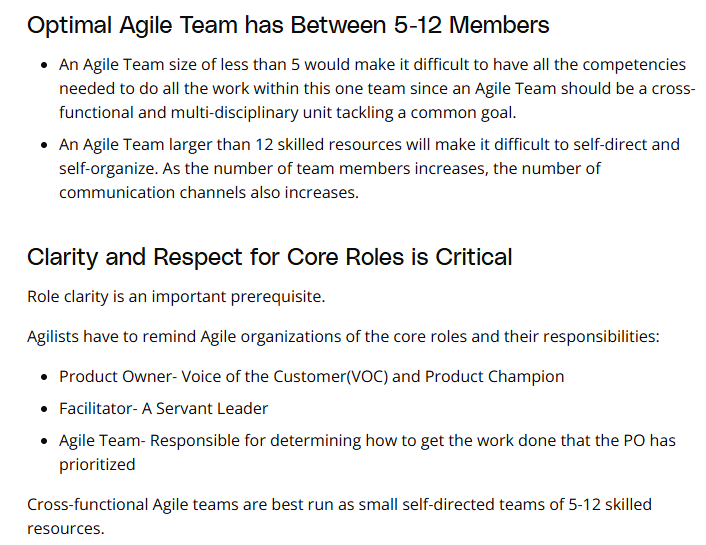 Optimal Agile Team has Between 5-12 Members
• An Agile Team size of less than 5 would make it difficult to have all the competencies
needed to do all the work within this one team since an Agile Team should be a cross-
functional and multi-disciplinary unit tackling a common goal.
• An Agile Team larger than 12 skilled resources will make it difficult to self-direct and
self-organize. As the number of team members increases, the number of
communication channels also increases.
Clarity and Respect for Core Roles is Critical
Role clarity is an important prerequisite.
Agilists have to remind Agile organizations of the core roles and their responsibilities:
• Product Owner- Voice of the Customer(VOC) and Product Champion
• Facilitator- A Servant Leader
• Agile Team- Responsible for determining how to get the work done that the PO has
prioritized
Cross-functional Agile teams are best run as small self-directed teams of 5-12 skilled
resources.